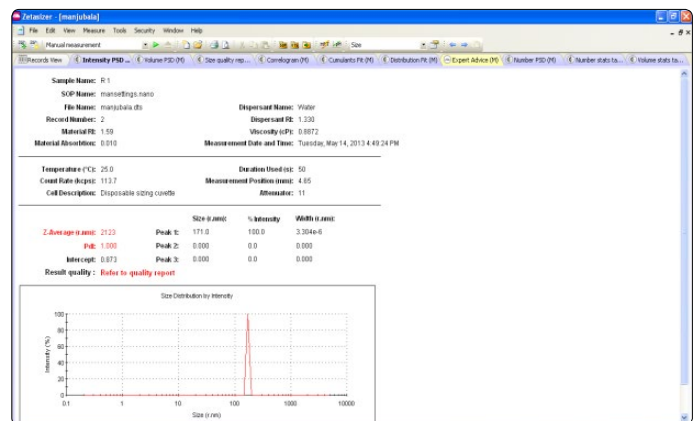 Zetasizer - [manjubala]
File Edit View Measure Tools Security Window Help
Manual measurement Size
Records View Intensity PSD ... Volume PSD (M) Size quality rep... Correlogram (M) Cumulants Fit (M) Distribution Fit (M) Expert Advice (M) Number PSD (M) Number stats ta... Volume stats ta...
Sample Name: R 1
SOP Name: mansettings.nano
File Name: manjubala.dts Dispersant Name: Water
Record Number: 2 Dispersant RI: 1.330
Material RI: 1.59 Viscosity (cP): 0.8872
Material Absorbtion: 0.010 Measurement Date and Time: Tuesday, May 14, 2013 4:49:24 PM
Temperature (°C): 25.0 Duration Used (s): 50
Count Rate (kcps): 113.7 Measurement Position (mm): 4.65
Cell Description: Disposable sizing cuvette Attenuator: 11
Size (r.nm): % Intensity Width (r.nm):
Z-Average (r.nm): 2123 Peak 1: 171.0 100.0 3.304e-6
PdI: 1.000 Peak 2: 0.000 0.0 0.000
Intercept: 0.873 Peak 3: 0.000 0.0 0.000
Result quality : Refer to quality report
Size Distribution by Intensity
Intensity (%)
100
80
60
40
20
0
0.1 1 10 100 1000 10000
Size (r.nm)